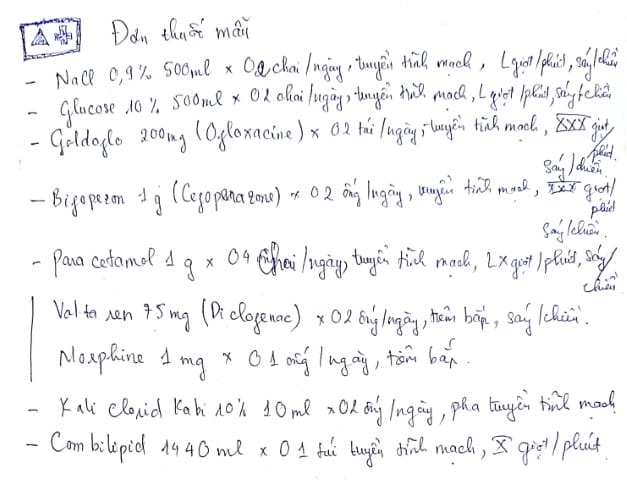 Đơn thuốc mẫu
- NaCl 0,9% 500ml × 02 chai/ngày, truyền tĩnh mạch, L giọt/phút, sáng/chiều
- Glucose 10% 500ml × 02 chai/ngày, truyền tĩnh mạch, L giọt/phút, sáng/chiều
- Goldoflo 200mg (Ofloxacine) × 02 túi/ngày, truyền tĩnh mạch, XXX giọt/phút.
sáng/chiều
- Bifopezon 1g (Cefoperazone) × 02 ống/ngày, truyền tĩnh mạch, XXX giọt/phút
sáng/chiều.
- Paracetamol 1g × 04 chai/ngày, truyền tĩnh mạch, LX giọt/phút, sáng/chiều
Valtaren 75mg (Diclofenac) × 02 ống/ngày, tiêm bắp, sáng/chiều.
Morphine 1mg × 01 ống/ngày, tiêm bắp.
- Kali Clorid Kabi 10% 10ml × 02 ống/ngày, pha truyền tĩnh mạch
- Combilipid 1440ml × 01 túi truyền tĩnh mạch, X giọt/phút